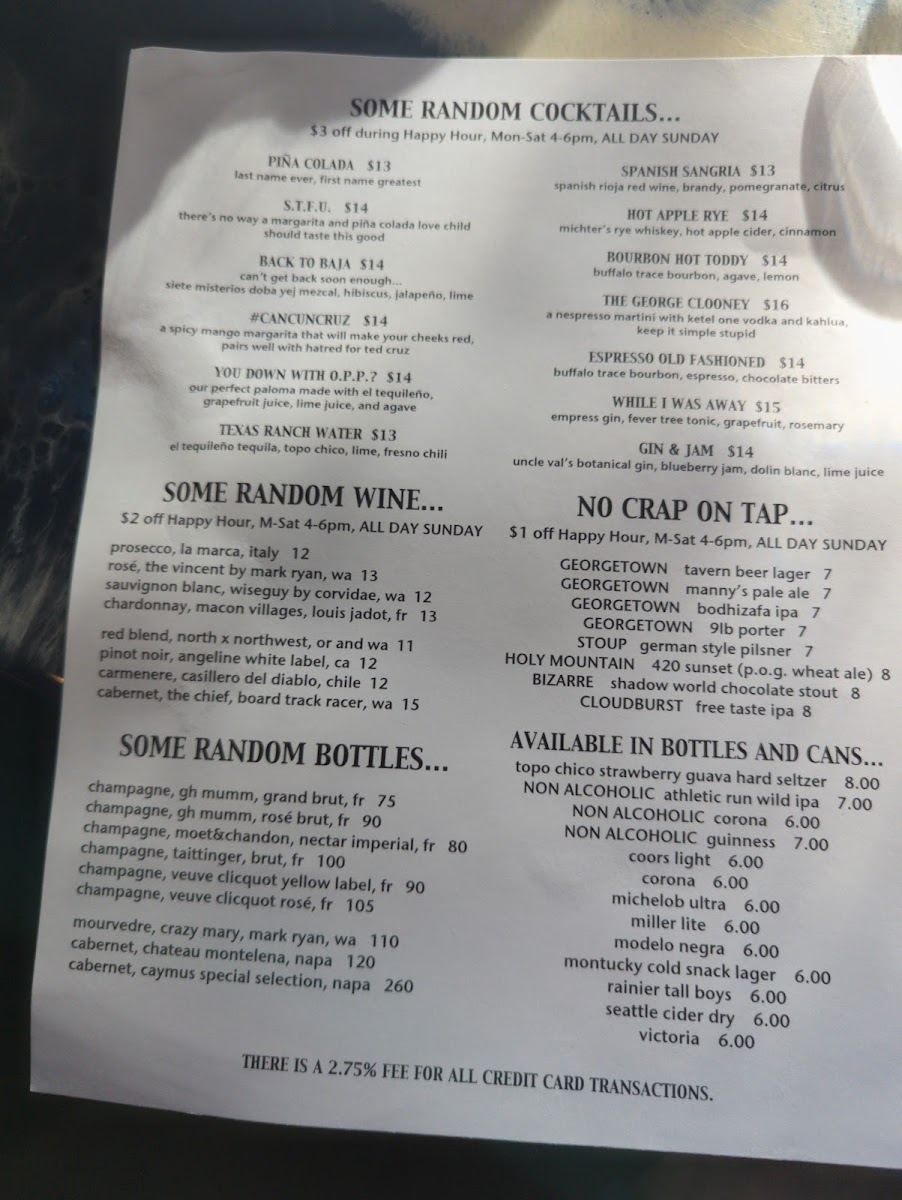 SOME RANDOM COCKTAILS...
$3 off during Happy Hour, Mon-Sat 4-6pm, ALL DAY SUNDAY
PIÑA COLADA $13
last name ever, first name greatest
S.T.F.U. $14
there's no way a margarita and piña colada love child
should taste this good
BACK TO BAJA $14
can't get back soon enough...
siete misterios doba yej mezcal, hibiscus, jalapeño, lime
#CANCUNCRUZ $14
a spicy mango margarita that will make your cheeks red,
pairs well with hatred for ted cruz
YOU DOWN WITH O.P.P.? $14
our perfect paloma made with el tequileño,
grapefruit juice, lime juice, and agave
TEXAS RANCH WATER $13
el tequileño tequila, topo chico, lime, fresno chili
SPANISH SANGRIA $13
spanish rioja red wine, brandy, pomegranate, citrus
HOT APPLE RYE $14
michter's rye whiskey, hot apple cider, cinnamon
BOURBON HOT TODDY $14
buffalo trace bourbon, agave, lemon
THE GEORGE CLOONEY $16
a nespresso martini with ketel one vodka and kahlua,
keep it simple stupid
ESPRESSO OLD FASHIONED $14
buffalo trace bourbon, espresso, chocolate bitters
WHILE I WAS AWAY $15
empress gin, fever tree tonic, grapefruit, rosemary
GIN & JAM $14
uncle val's botanical gin, blueberry jam, dolin blanc, lime juice
SOME RANDOM WINE...
$2 off Happy Hour, M-Sat 4-6pm, ALL DAY SUNDAY
prosecco, la marca, italy 12
rosé, the vincent by mark ryan, wa 13
sauvignon blanc, wiseguy by corvidae, wa 12
chardonnay, macon villages, louis jadot, fr 13
red blend, north x northwest, or and wa 11
pinot noir, angeline white label, ca 12
carmenere, casillero del diablo, chile 12
cabernet, the chief, board track racer, wa 15
SOME RANDOM BOTTLES...
champagne, gh mumm, grand brut, fr 75
champagne, gh mumm, rosé brut, fr 90
champagne, moet&chandon, nectar imperial, fr 80
champagne, taittinger, brut, fr 100
champagne, veuve clicquot yellow label, fr 90
champagne, veuve clicquot rosé, fr 105
mourvedre, crazy mary, mark ryan, wa 110
cabernet, chateau montelena, napa 120
cabernet, caymus special selection, napa 260
NO CRAP ON TAP...
$1 off Happy Hour, M-Sat 4-6pm, ALL DAY SUNDAY
GEORGETOWN tavern beer lager 7
GEORGETOWN manny's pale ale 7
GEORGETOWN bodhizafa ipa 7
GEORGETOWN 9lb porter 7
STOUP german style pilsner 7
HOLY MOUNTAIN 420 sunset (p.o.g. wheat ale) 8
BIZARRE shadow world chocolate stout 8
CLOUDBURST free taste ipa 8
AVAILABLE IN BOTTLES AND CANS...
topo chico strawberry guava hard seltzer 8.00
NON ALCOHOLIC athletic run wild ipa 7.00
NON ALCOHOLIC corona 6.00
NON ALCOHOLIC guinness 7.00
coors light 6.00
corona 6.00
michelob ultra 6.00
miller lite 6.00
modelo negra 6.00
montucky cold snack lager 6.00
rainier tall boys 6.00
seattle cider dry 6.00
victoria 6.00
THERE IS A 2.75% FEE FOR ALL CREDIT CARD TRANSACTIONS.